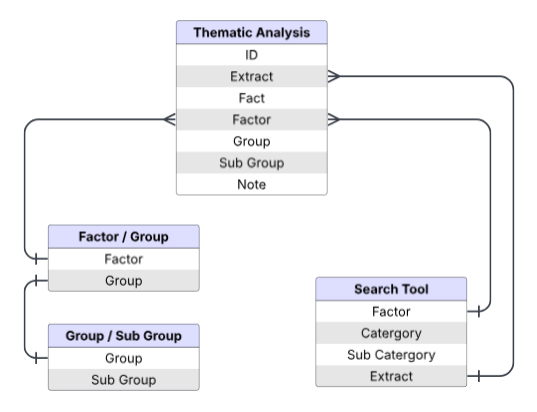 Thematic Analysis
ID
Extract
Fact
Factor
Group
Sub Group
Note
Factor / Group
Factor
Group
Group / Sub Group
Group
Sub Group
Search Tool
Factor
Catergory
Sub Catergory
Extract